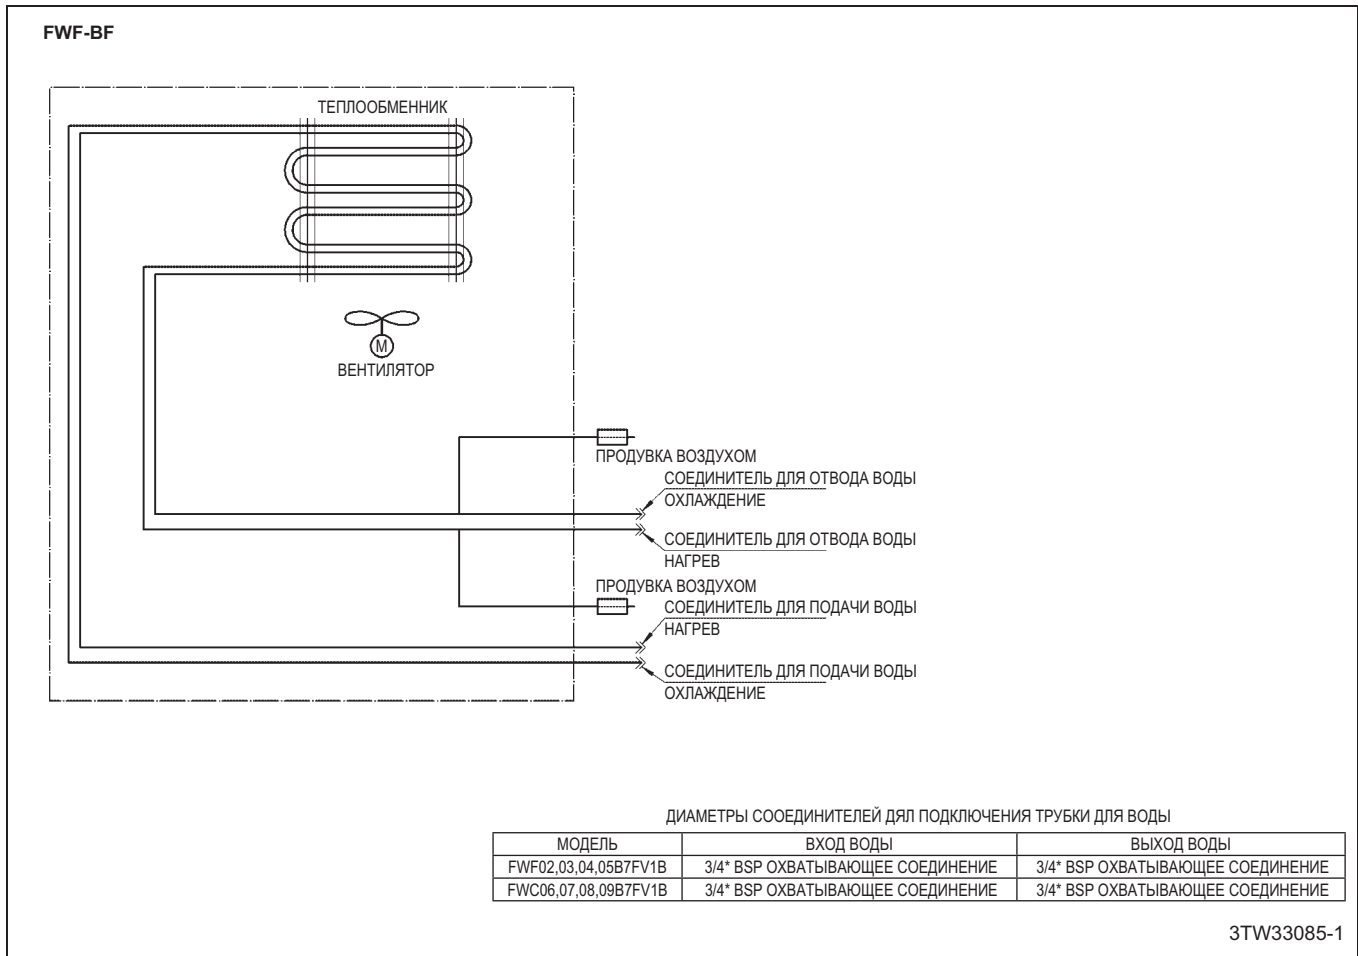 FWF-BF
ТЕПЛООБМЕННИК
M
ВЕНТИЛЯТОР
ПРОДУВКА ВОЗДУХОМ
СОЕДИНИТЕЛЬ ДЛЯ ОТВОДА ВОДЫ
ОХЛАЖДЕНИЕ
СОЕДИНИТЕЛЬ ДЛЯ ОТВОДА ВОДЫ
НАГРЕВ
ПРОДУВКА ВОЗДУХОМ
СОЕДИНИТЕЛЬ ДЛЯ ПОДАЧИ ВОДЫ
НАГРЕВ
СОЕДИНИТЕЛЬ ДЛЯ ПОДАЧИ ВОДЫ
ОХЛАЖДЕНИЕ
ДИАМЕТРЫ СООЕДИНИТЕЛЕЙ ДЯЛ ПОДКЛЮЧЕНИЯ ТРУБКИ ДЛЯ ВОДЫ
МОДЕЛЬ ВХОД ВОДЫ ВЫХОД ВОДЫ
FWF02,03,04,05B7FV1B 3/4* BSP ОХВАТЫВАЮЩЕЕ СОЕДИНЕНИЕ 3/4* BSP ОХВАТЫВАЮЩЕЕ СОЕДИНЕНИЕ
FWC06,07,08,09B7FV1B 3/4* BSP ОХВАТЫВАЮЩЕЕ СОЕДИНЕНИЕ 3/4* BSP ОХВАТЫВАЮЩЕЕ СОЕДИНЕНИЕ
3TW33085-1